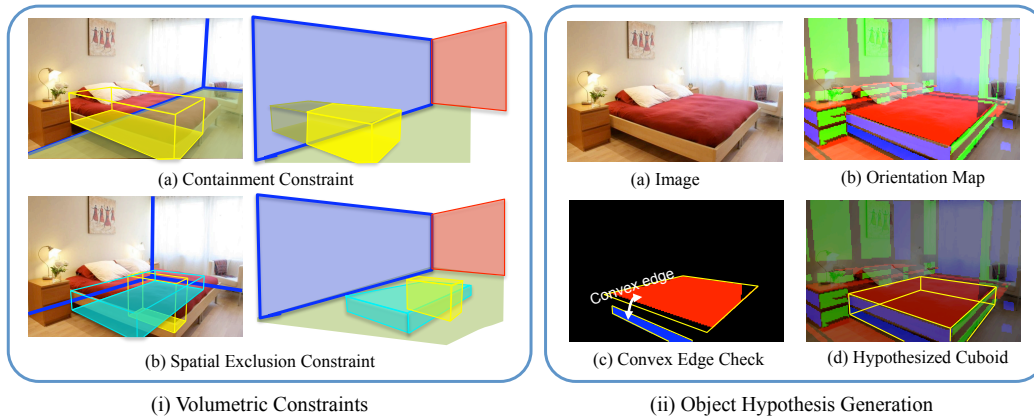 (a) Containment Constraint
(b) Spatial Exclusion Constraint
(i) Volumetric Constraints
(a) Image
(b) Orientation Map
Convex edge
(c) Convex Edge Check
(d) Hypothesized Cuboid
(ii) Object Hypothesis Generation